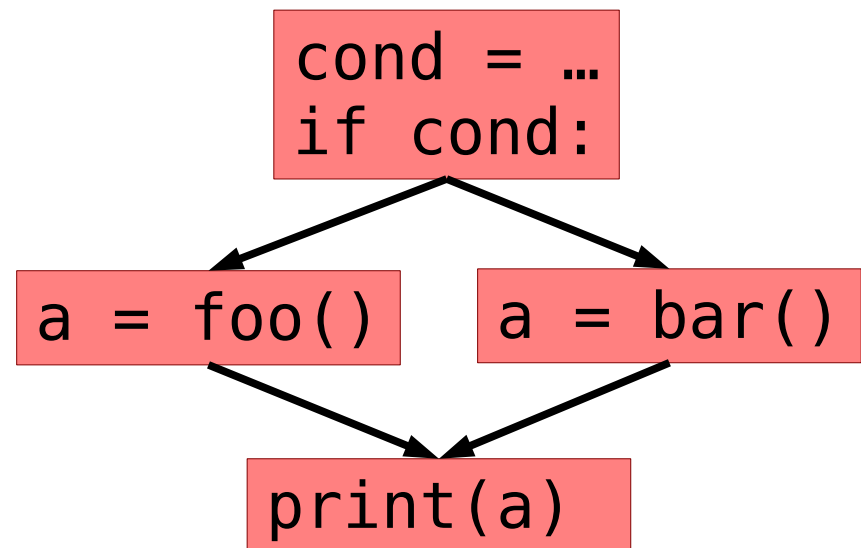 cond = …
if cond:
a = foo()
a = bar()
print(a)